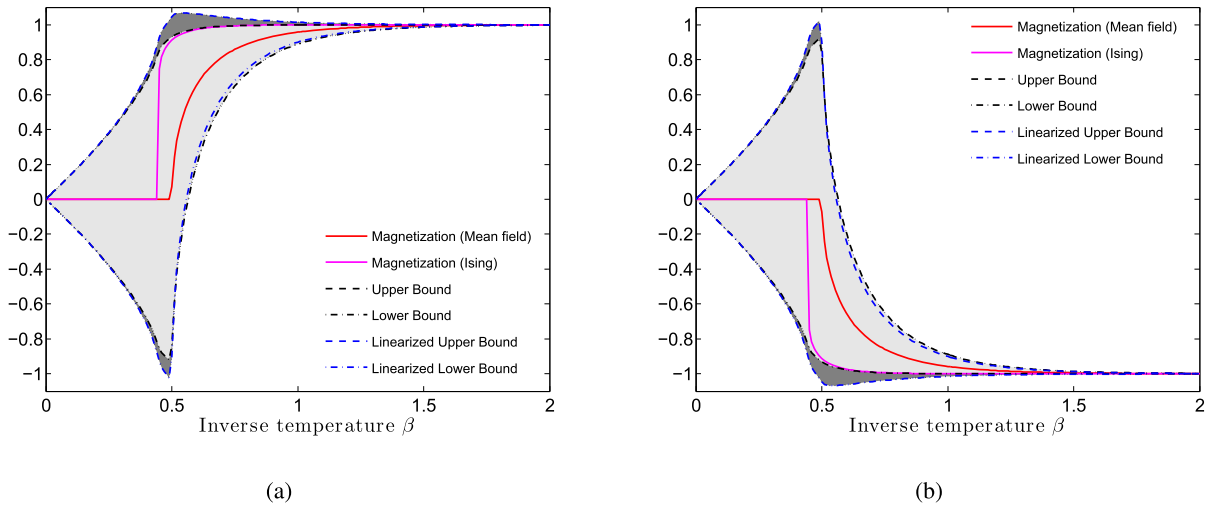 1
0.8
0.6
0.4
0.2
0
−0.2
−0.4
−0.6
−0.8
−1
Magnetization (Mean field)
Magnetization (Ising)
Upper Bound
Lower Bound
Linearized Upper Bound
Linearized Lower Bound
0 0.5 1 1.5 2
Inverse temperature β
(a)
1
0.8
0.6
0.4
0.2
0
−0.2
−0.4
−0.6
−0.8
−1
Magnetization (Mean field)
Magnetization (Ising)
Upper Bound
Lower Bound
Linearized Upper Bound
Linearized Lower Bound
0 0.5 1 1.5 2
Inverse temperature β
(b)